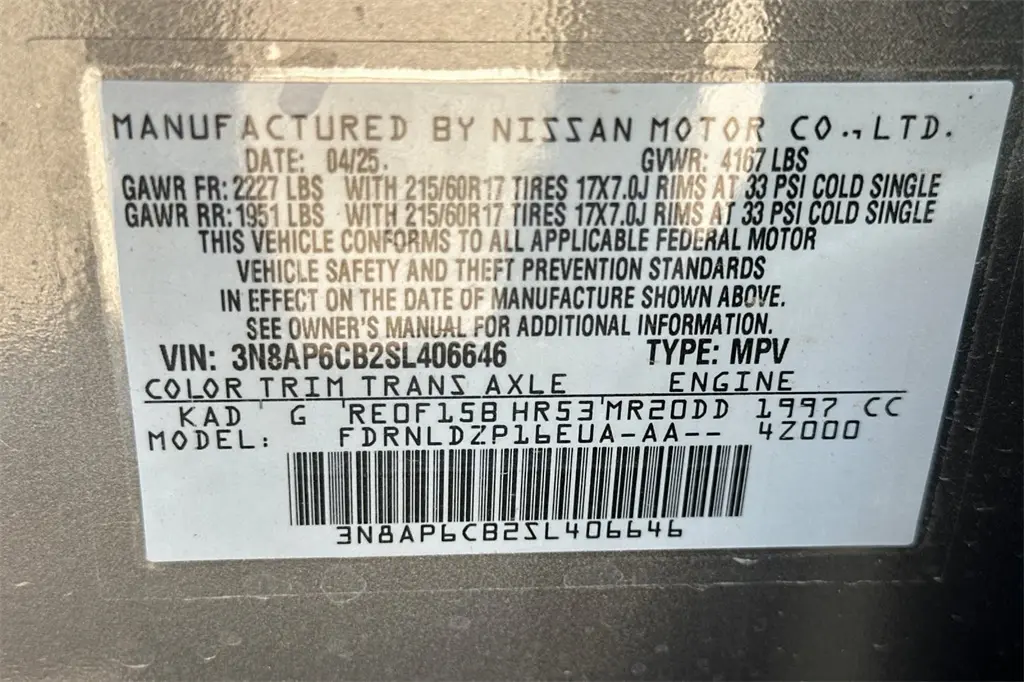 MANUFACTURED BY NISSAN MOTOR CO., LTD.
DATE: 04/25. GVWR: 4167 LBS
GAWR FR: 2227 LBS WITH 215/60R17 TIRES 17X7.0J RIMS AT 33 PSI COLD SINGLE
GAWR RR: 1951 LBS WITH 215/60R17 TIRES 17X7.0J RIMS AT 33 PSI COLD SINGLE
THIS VEHICLE CONFORMS TO ALL APPLICABLE FEDERAL MOTOR
VEHICLE SAFETY AND THEFT PREVENTION STANDARDS
IN EFFECT ON THE DATE OF MANUFACTURE SHOWN ABOVE.
SEE OWNER'S MANUAL FOR ADDITIONAL INFORMATION.
VIN: 3N8AP6CB2SL406646 TYPE: MPV
COLOR TRIM TRANS AXLE ENGINE
KAD G RE0F15B HR53 MR20DD 1997 CC
MODEL: FDRNLDZP16EUA-AA-- 4Z000
3N8AP6CB2SL406646